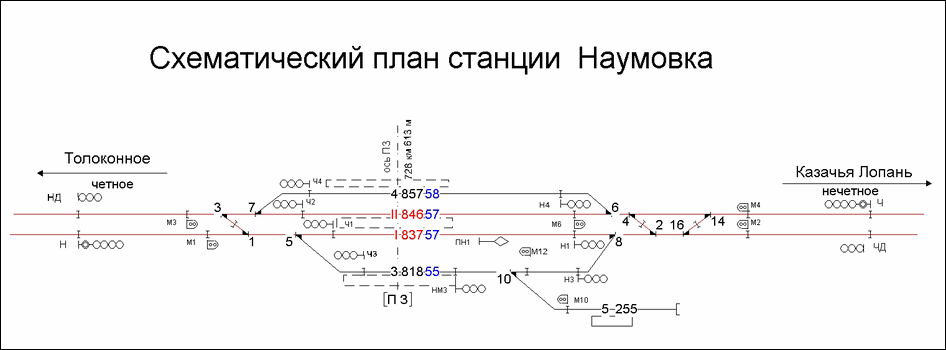 Схематический план станции Наумовка
ось ПЗ
728 км 613 м
Толоконное
четное
Казачья Лопань
нечетное
НД
Ч4
4 857 58
Ч2
Н4
Ч
3
7
М3
II 846 57
6
4
М6
2
16
14
М4
М2
Ч1
Н
М1
1
5
I 837 57
ПН1
Н1
8
М12
ЧД
Ч3
3 818 55
НМ3
10
Н3
[П З]
М10
5 255